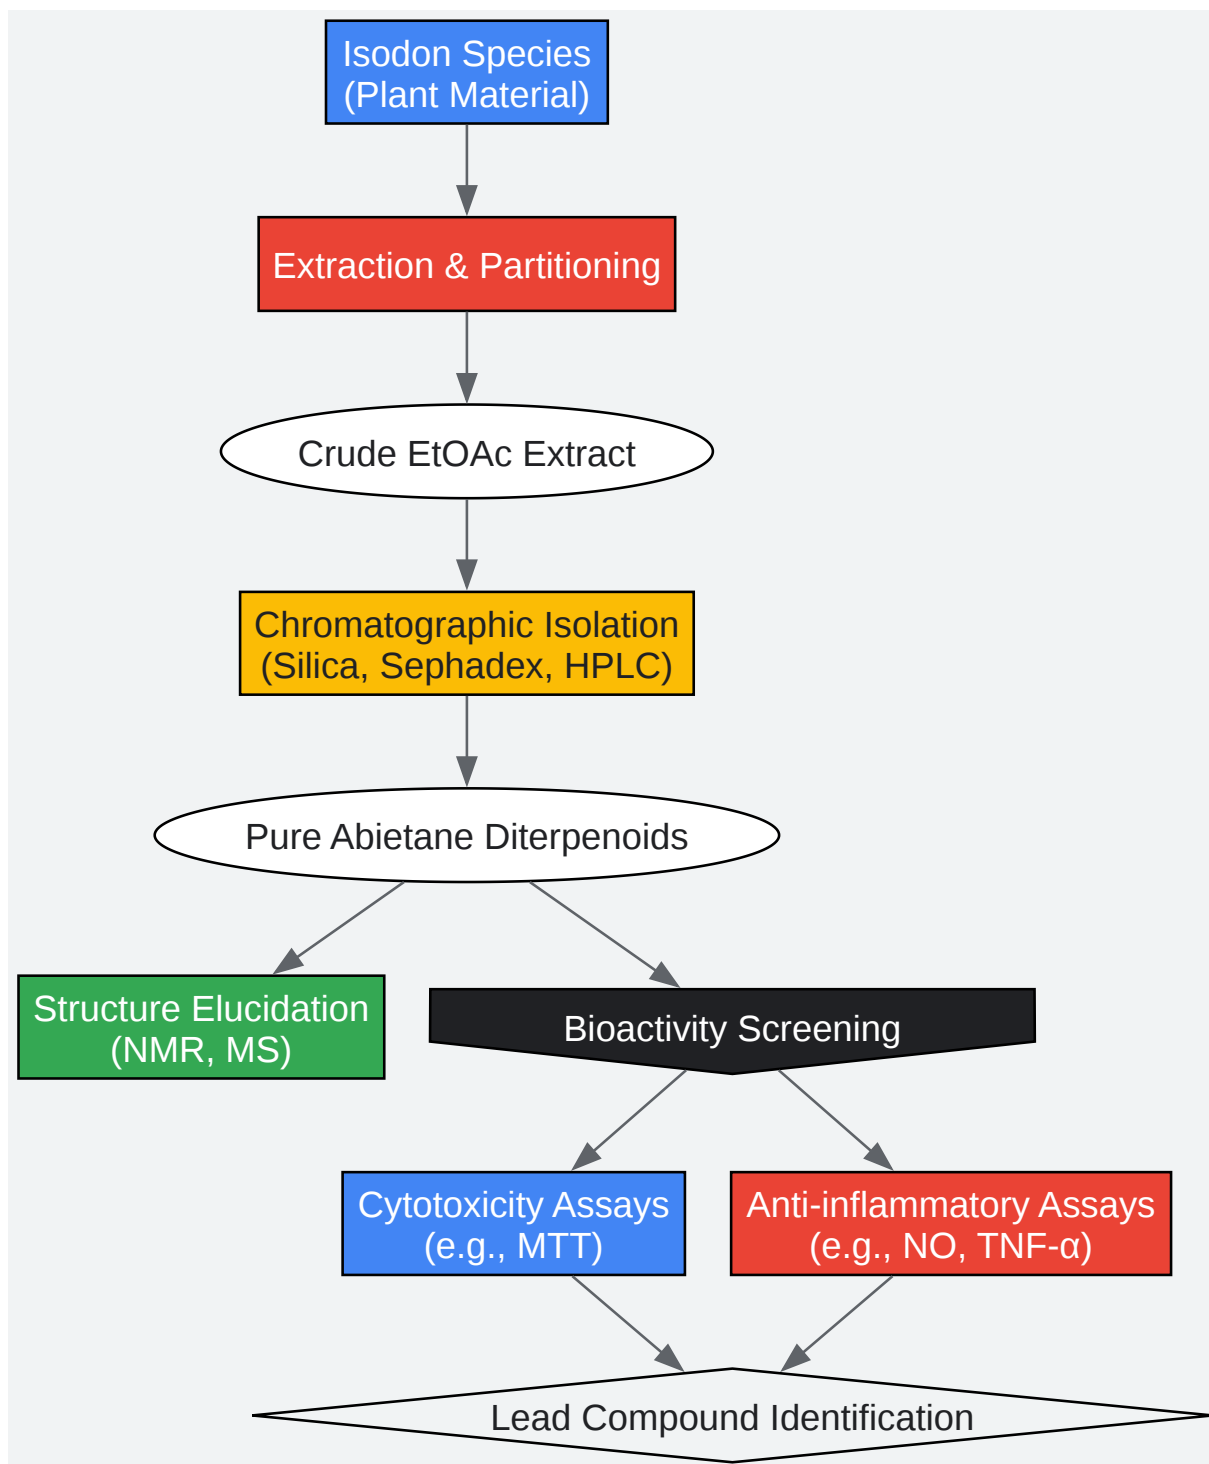 Isodon Species
(Plant Material)
Extraction & Partitioning
Crude EtOAc Extract
Chromatographic Isolation
(Silica, Sephadex, HPLC)
Pure Abietane Diterpenoids
Structure Elucidation
(NMR, MS)
Bioactivity Screening
Cytotoxicity Assays
(e.g., MTT)
Anti-inflammatory Assays
(e.g., NO, TNF-α)
Lead Compound Identification